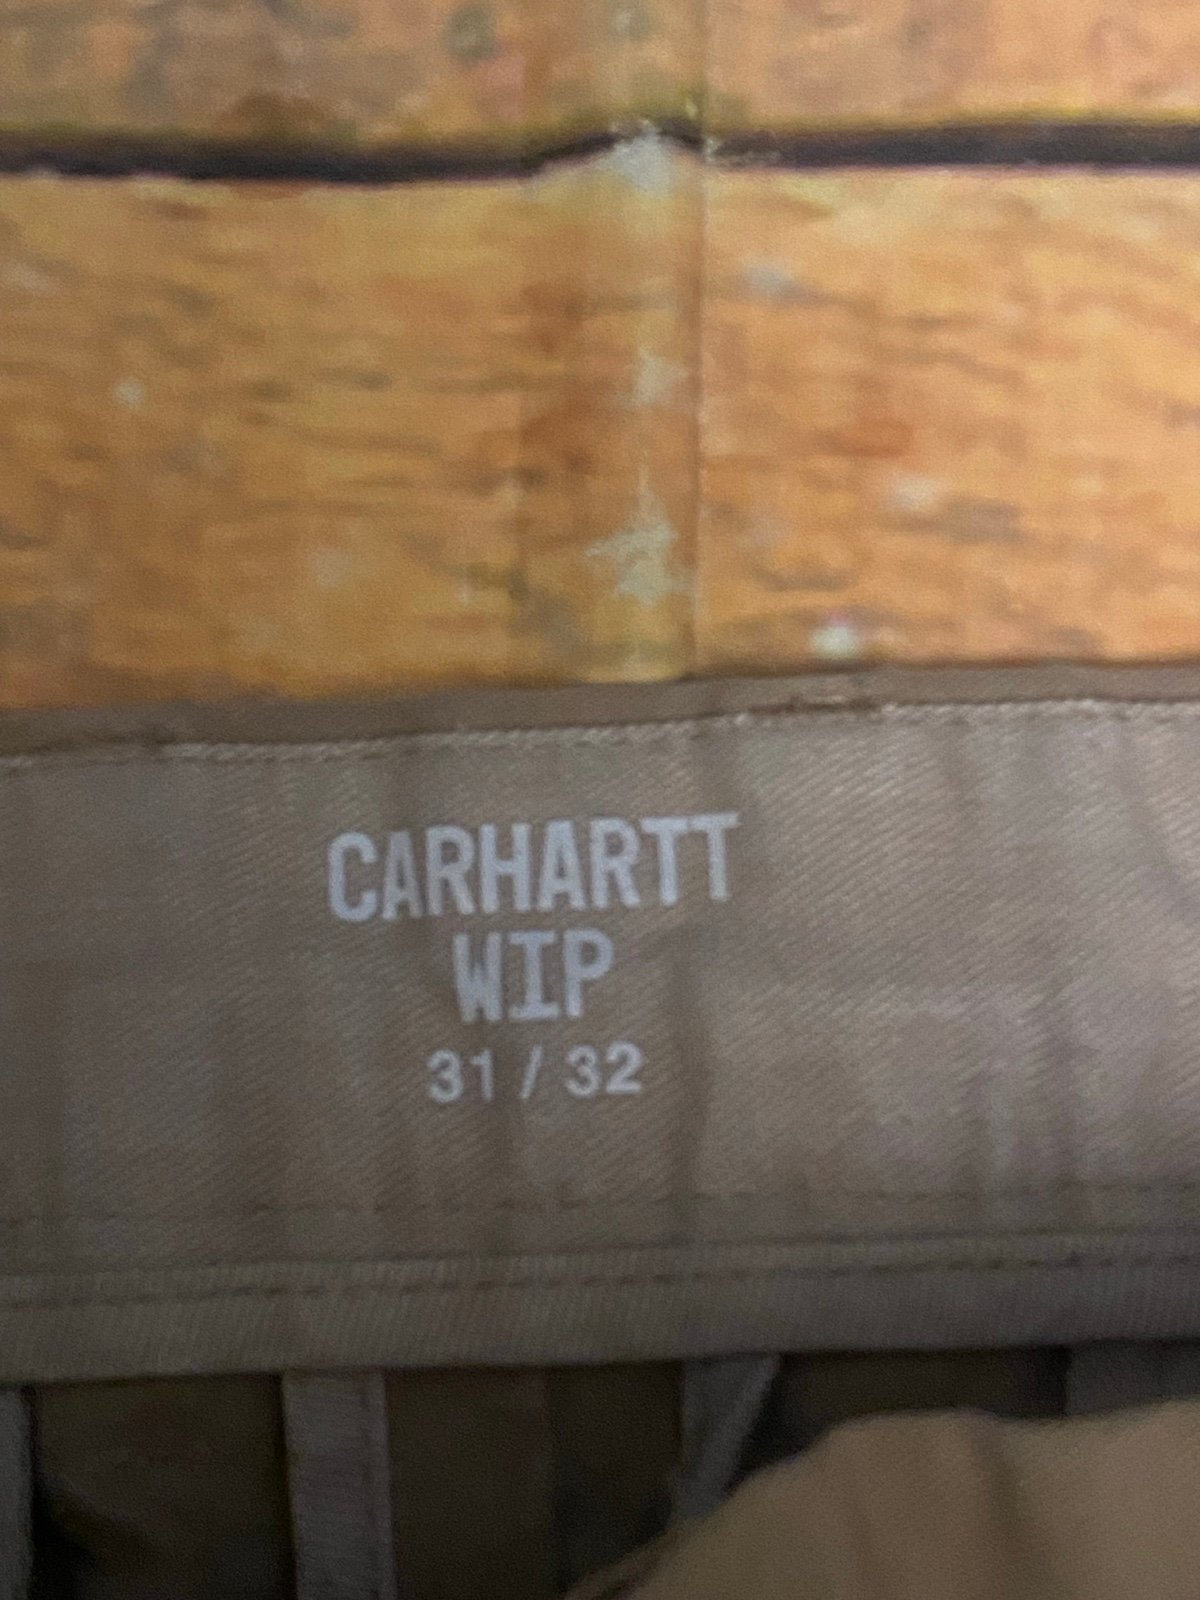 CARHARTT
WIP
31 / 32